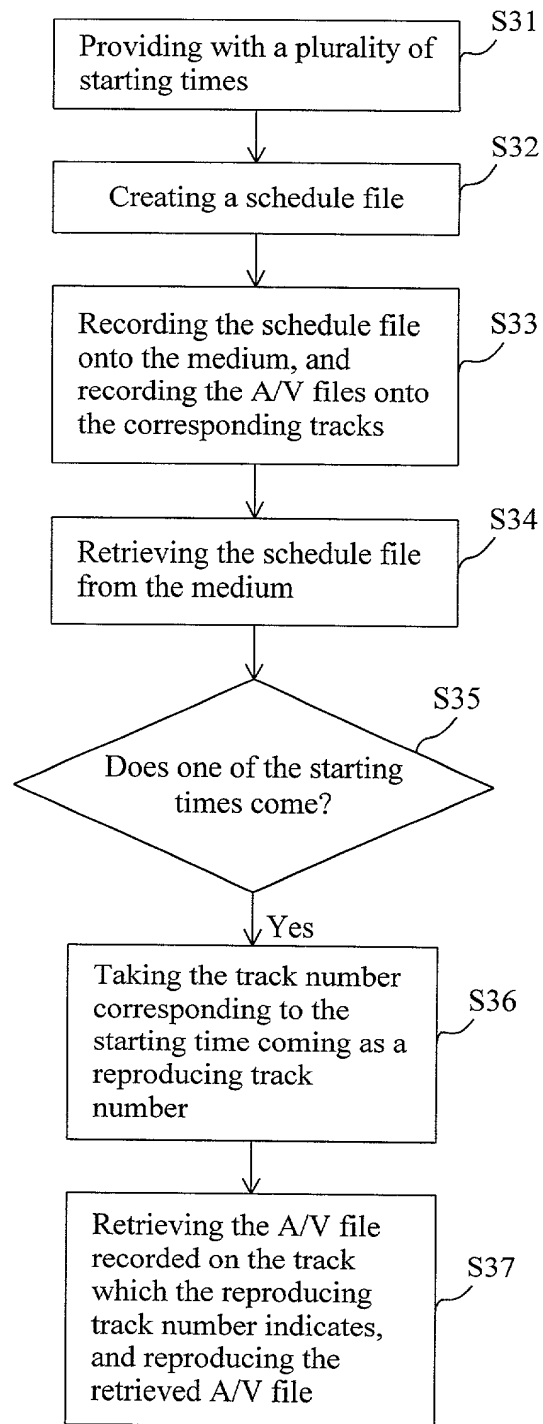 S31
Providing with a plurality of
starting times
S32
Creating a schedule file
S33
Recording the schedule file
onto the medium, and
recording the A/V files onto
the corresponding tracks
S34
Retrieving the schedule file
from the medium
S35
Does one of the starting
times come?
Yes
S36
Taking the track number
corresponding to the
starting time coming as a
reproducing track
number
S37
Retrieving the A/V file
recorded on the track
which the reproducing
track number indicates,
and reproducing the
retrieved A/V file